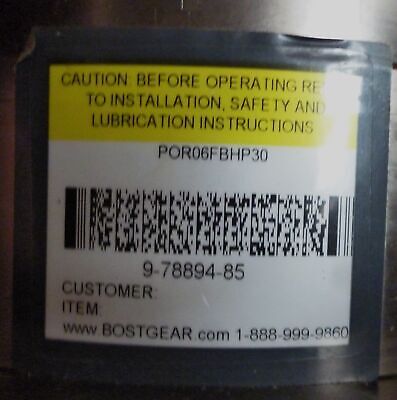 CAUTION: BEFORE OPERATING RE
TO INSTALLATION, SAFETY AND
LUBRICATION INSTRUCTIONS
POR06FBHP30
9-78894-85
CUSTOMER:
ITEM:
www BOSTGEAR com 1-888-999-9860